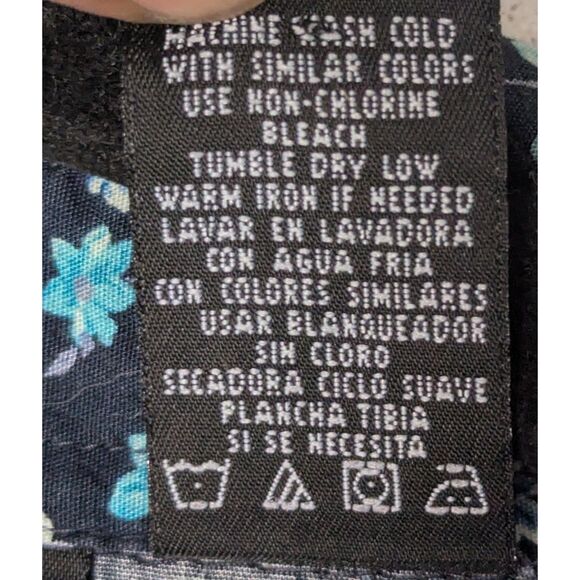 MACHINE WASH COLD
WITH SIMILAR COLORS
USE NON-CHLORINE
BLEACH
TUMBLE DRY LOW
WARM IRON IF NEEDED
LAVAR EN LAVADORA
CON AGUA FRIA
CON COLORES SIMILARES
USAR BLANQUEADOR
SIN CLORO
SECADORA CICLO SUAVE
PLANCHA TIBIA
SI SE NECESITA